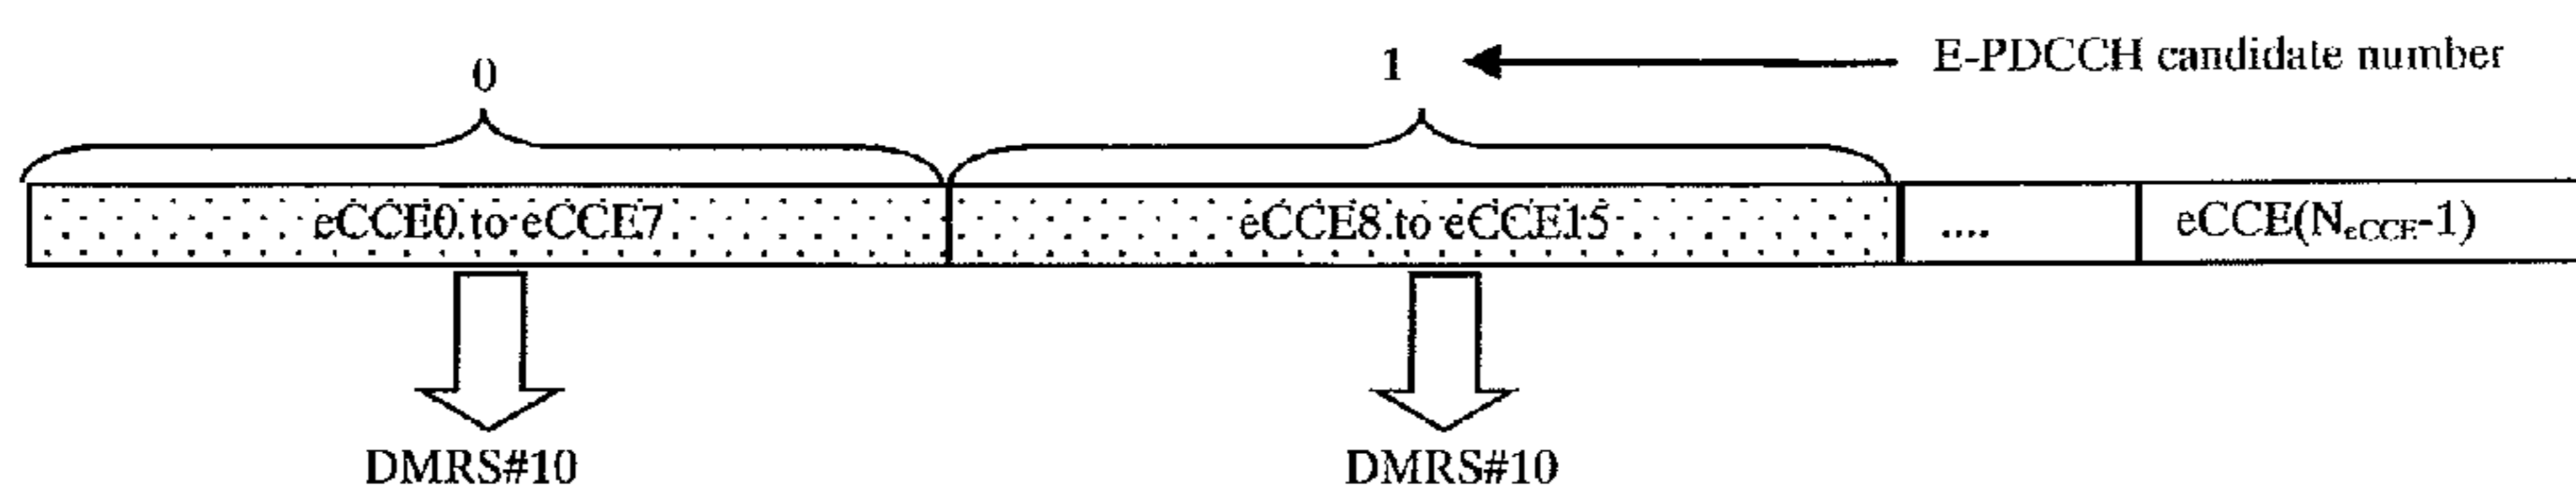 0
1
E-PDCCH candidate number
eCCE0 to eCCE7
eCCE8 to eCCE15
....
eCCE(NeCCE-1)
DMRS#10
DMRS#10